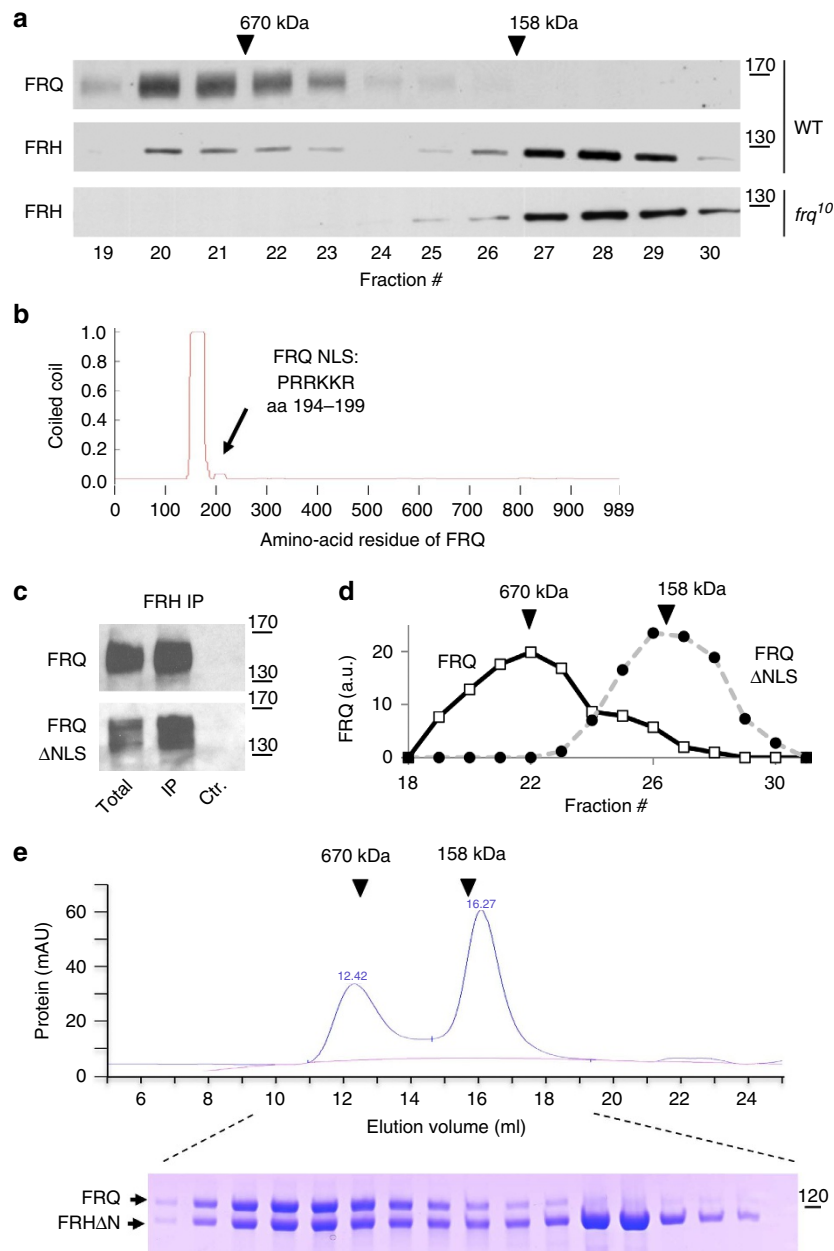 a
670 kDa 158 kDa
FRQ 170
FRH 130 WT
FRH 130 frq10
19 20 21 22 23 24 25 26 27 28 29 30
Fraction #
b
Coiled coil
1.0
0.8
0.6
0.4
0.2
0.0
FRQ NLS:
PRRKKR
aa 194–199
0 100 200 300 400 500 600 700 800 900 989
Amino-acid residue of FRQ
c
FRH IP
170
FRQ
130
170
FRQ
ΔNLS
130
Total IP Ctr.
d
670 kDa 158 kDa
FRQ (a.u.)
20
10
0
FRQ
FRQ
ΔNLS
18 22 26 30
Fraction #
e
670 kDa 158 kDa
Protein (mAU)
60
40
20
0
12.42
16.27
6 8 10 12 14 16 18 20 22 24
Elution volume (ml)
FRQ 120
FRHΔN